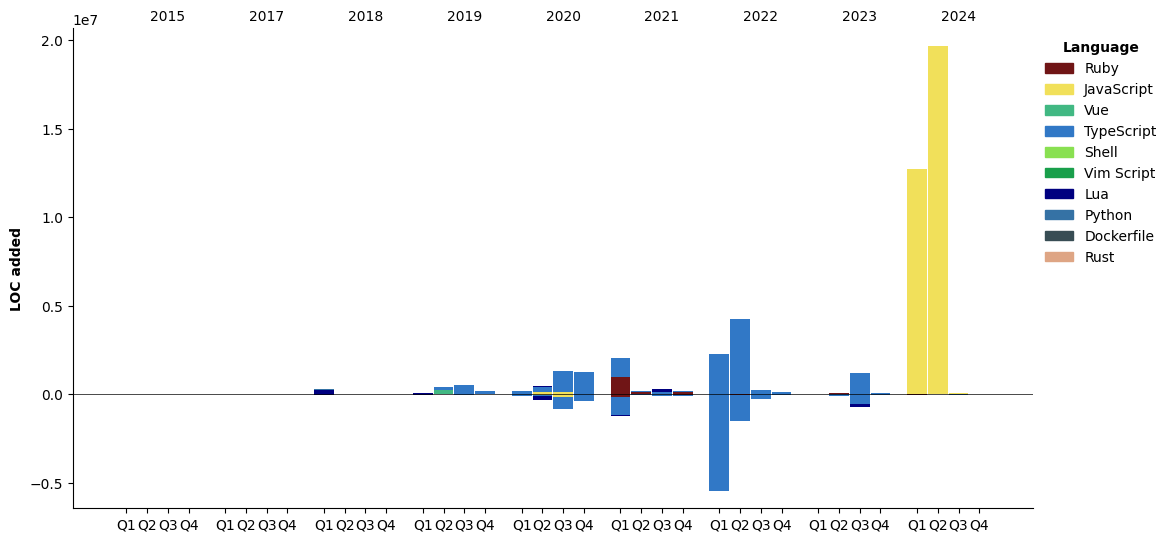 2015 2017 2018 2019 2020 2021 2022 2023 2024
1e7
Language
Ruby
JavaScript
Vue
TypeScript
Shell
Vim Script
Lua
Python
Dockerfile
Rust
LOC added
2.0
1.5
1.0
0.5
0.0
−0.5
Q1 Q2 Q3 Q4 Q1 Q2 Q3 Q4 Q1 Q2 Q3 Q4 Q1 Q2 Q3 Q4 Q1 Q2 Q3 Q4 Q1 Q2 Q3 Q4 Q1 Q2 Q3 Q4 Q1 Q2 Q3 Q4 Q1 Q2 Q3 Q4